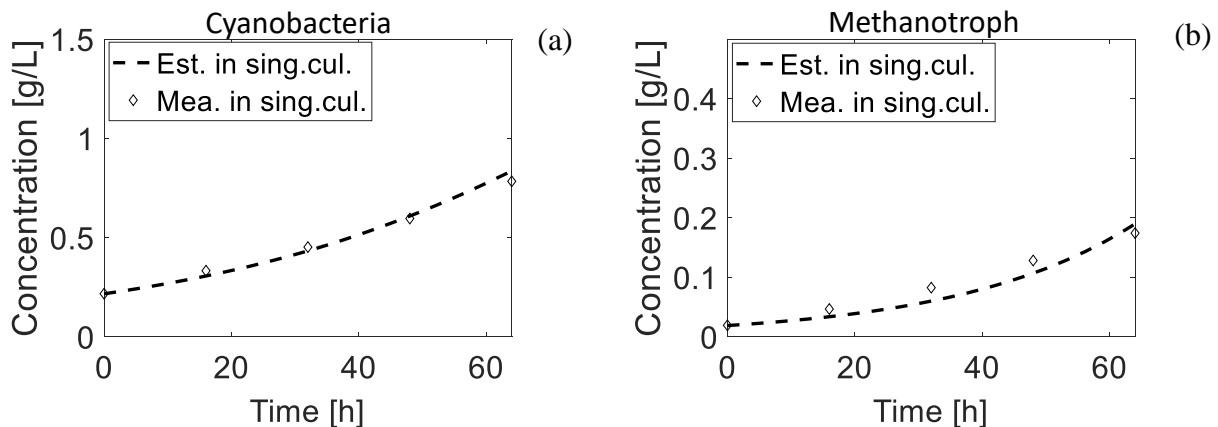 Cyanobacteria
(a)
Est. in sing.cul.
Mea. in sing.cul.
Concentration [g/L]
1.5
1
0.5
0
0 20 40 60
Time [h]
Methanotroph
(b)
Est. in sing.cul.
Mea. in sing.cul.
Concentration [g/L]
0.4
0.3
0.2
0.1
0
0 20 40 60
Time [h]